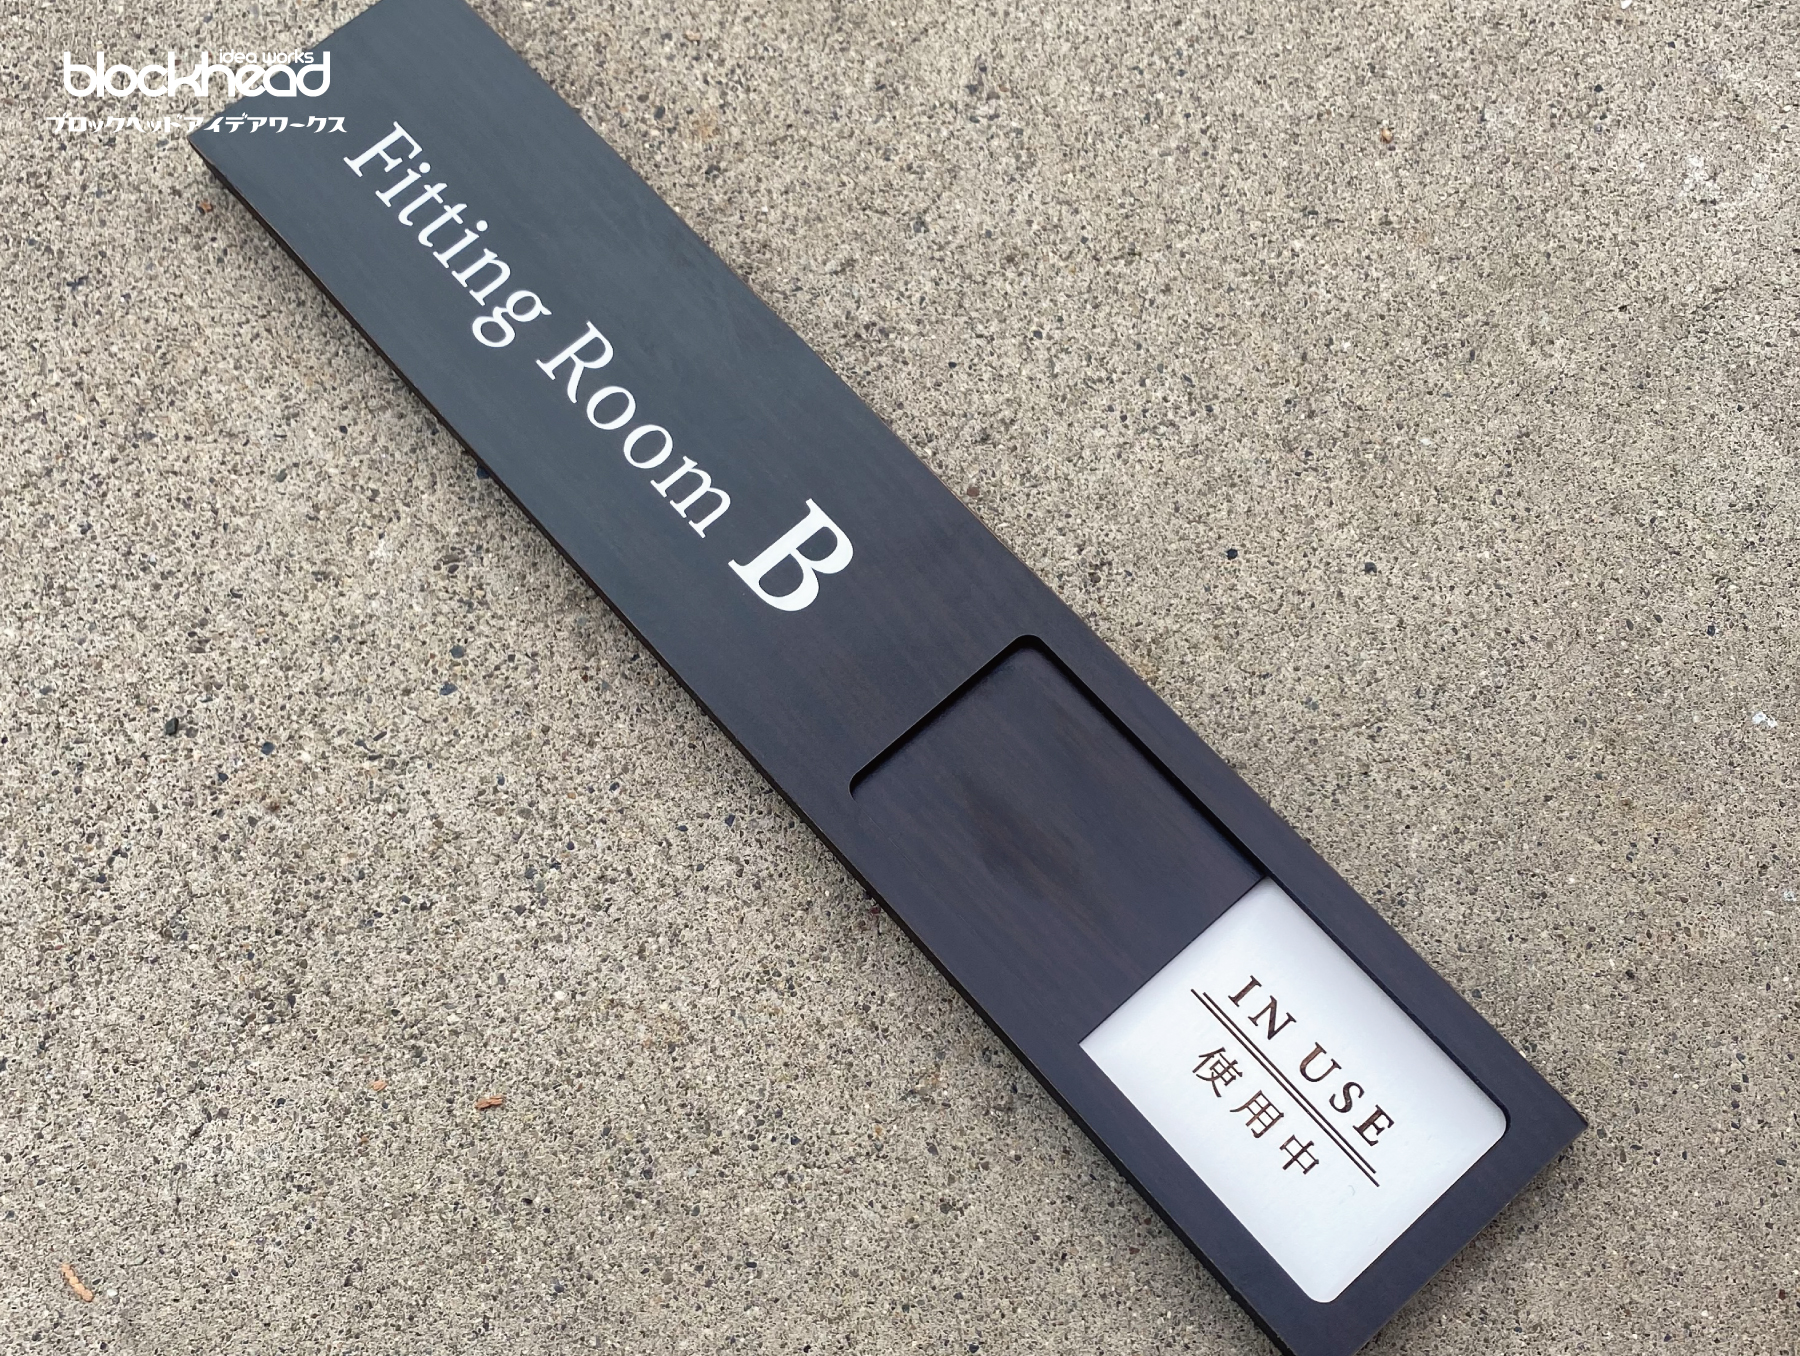 idea works
blockhead
ブロックヘッドアイデアワークス
Fitting Room B
IN USE
使用中